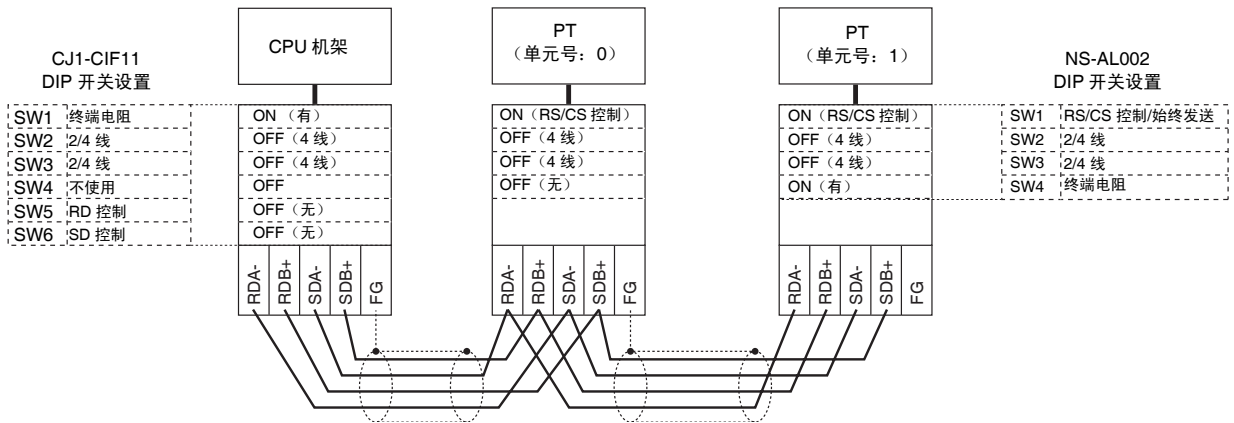 CJ1-CIF11
DIP 开关设置
SW1 终端电阻
SW2 2/4 线
SW3 2/4 线
SW4 不使用
SW5 RD 控制
SW6 SD 控制
CPU 机架
ON（有）
OFF（4 线）
OFF（4 线）
OFF
OFF（无）
OFF（无）
RDA- RDB+ SDA- SDB+ FG
PT
（单元号：0）
ON（RS/CS 控制）
OFF（4 线）
OFF（4 线）
OFF（无）
RDA- RDB+ SDA- SDB+ FG
PT
（单元号：1）
ON（RS/CS 控制）
OFF（4 线）
OFF（4 线）
ON（有）
RDA- RDB+ SDA- SDB+ FG
NS-AL002
DIP 开关设置
SW1 RS/CS 控制/始终发送
SW2 2/4 线
SW3 2/4 线
SW4 终端电阻